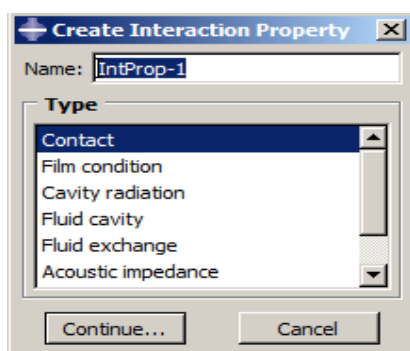 Create Interaction Property
Name: IntProp-1
Type
Contact
Film condition
Cavity radiation
Fluid cavity
Fluid exchange
Acoustic impedance
Continue... Cancel